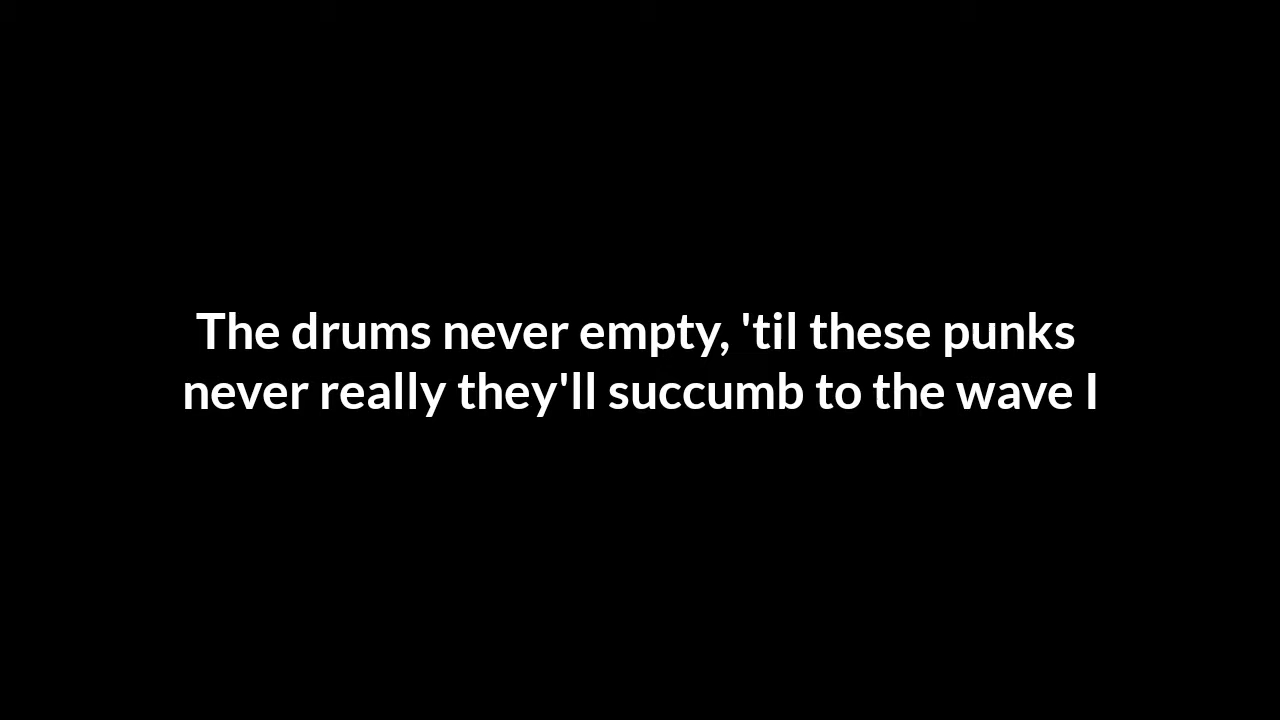 The drums never empty, 'til these punks
never really they'll succumb to the wave I